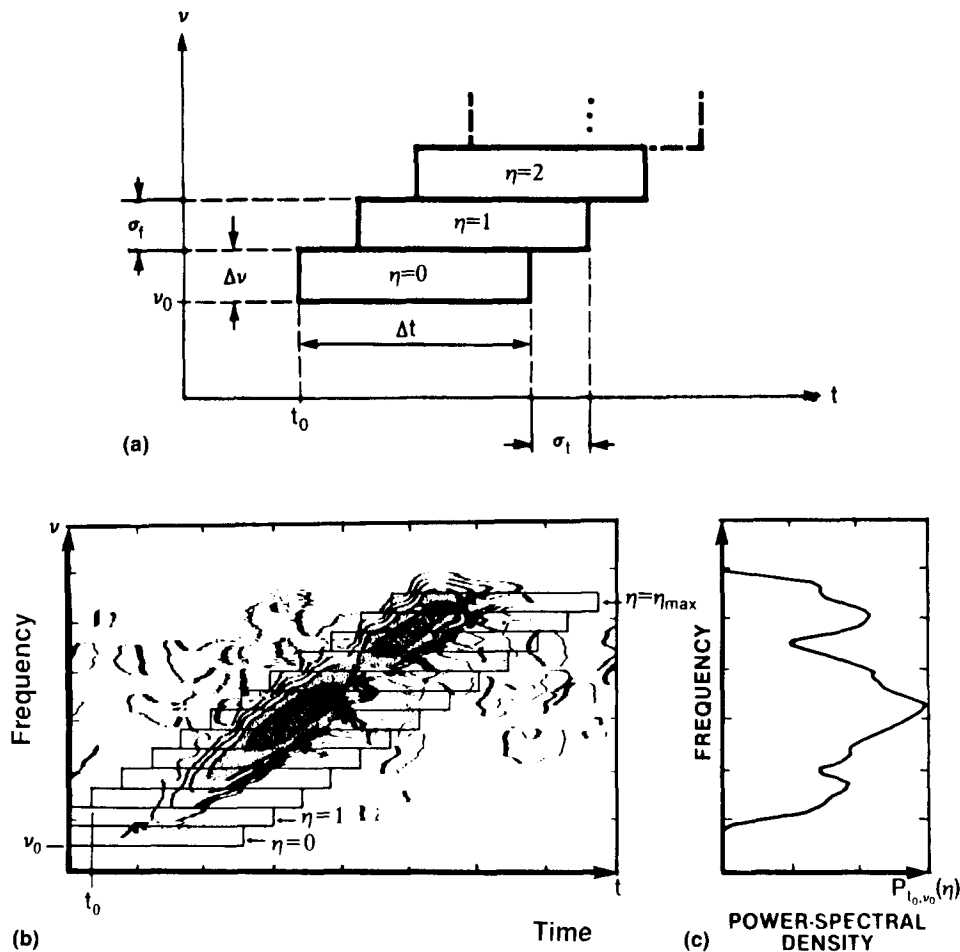 ν
η=2
σf
η=1
Δν
η=0
ν0
Δt
t0
t
(a)
σt
ν
η=ηmax
Frequency
FREQUENCY
η=1
ν0
η=0
t0
t
Pt0,ν0(η)
(b)
Time
(c)
POWER-SPECTRAL
DENSITY